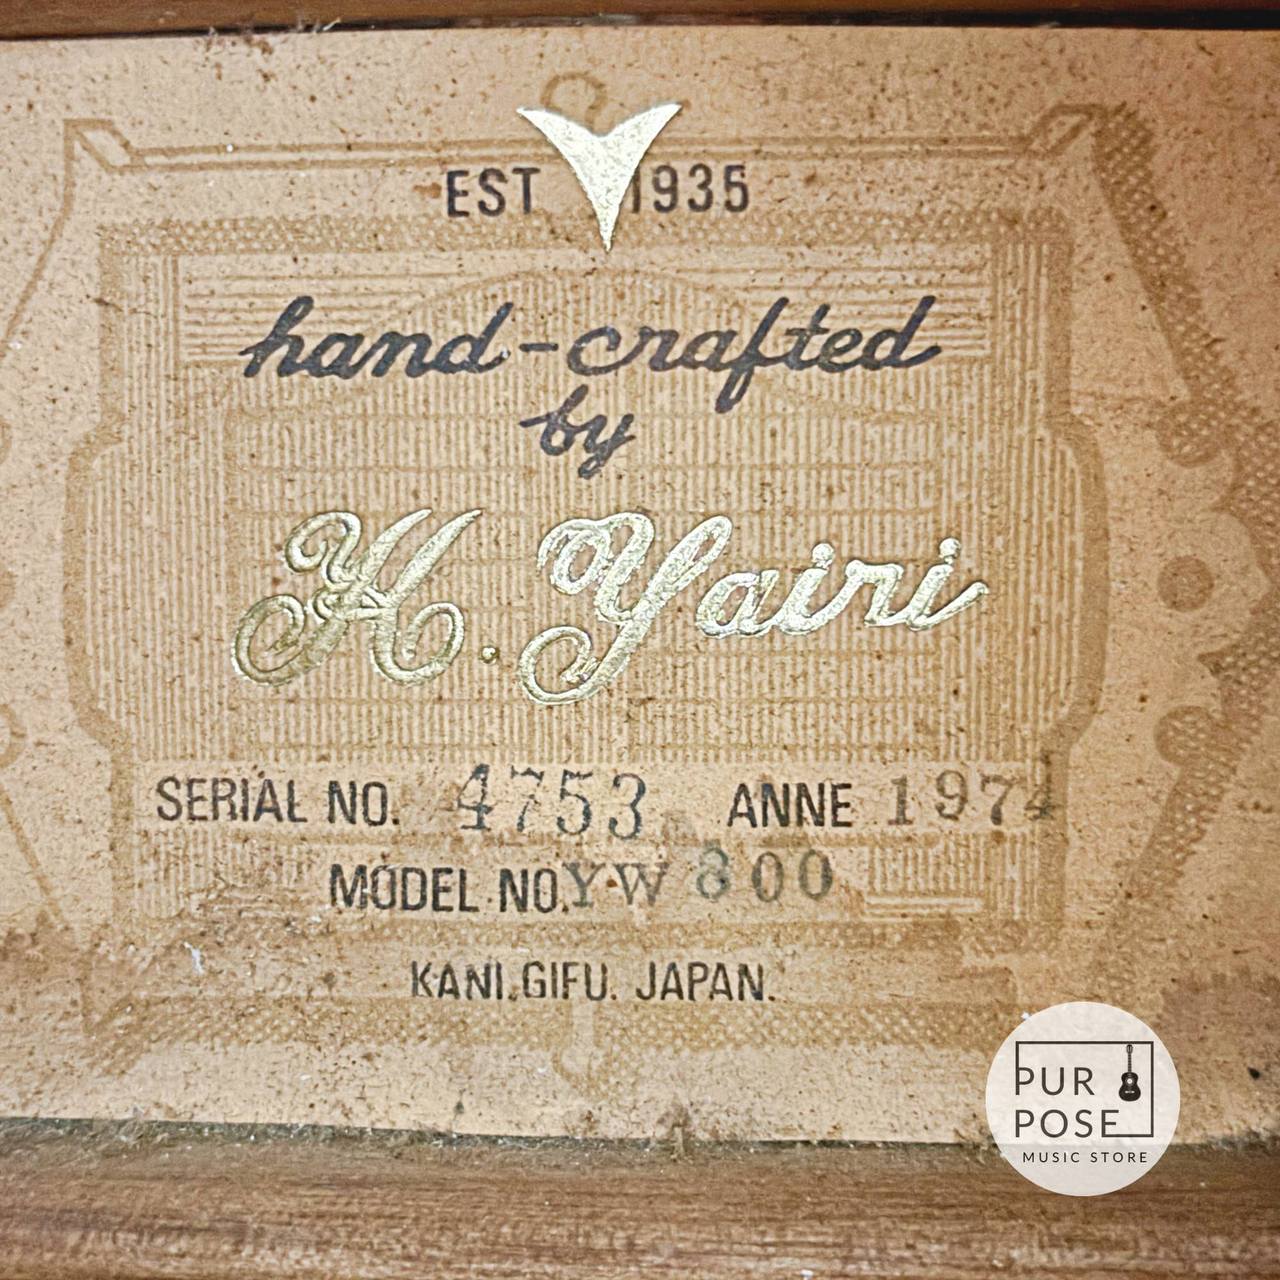 EST 1935
hand-crafted
by
H. Yairi
SERIAL NO. 4753 ANNE 1974
MODEL NO. YW 800
KANI. GIFU. JAPAN.
PUR
POSE
MUSIC STORE